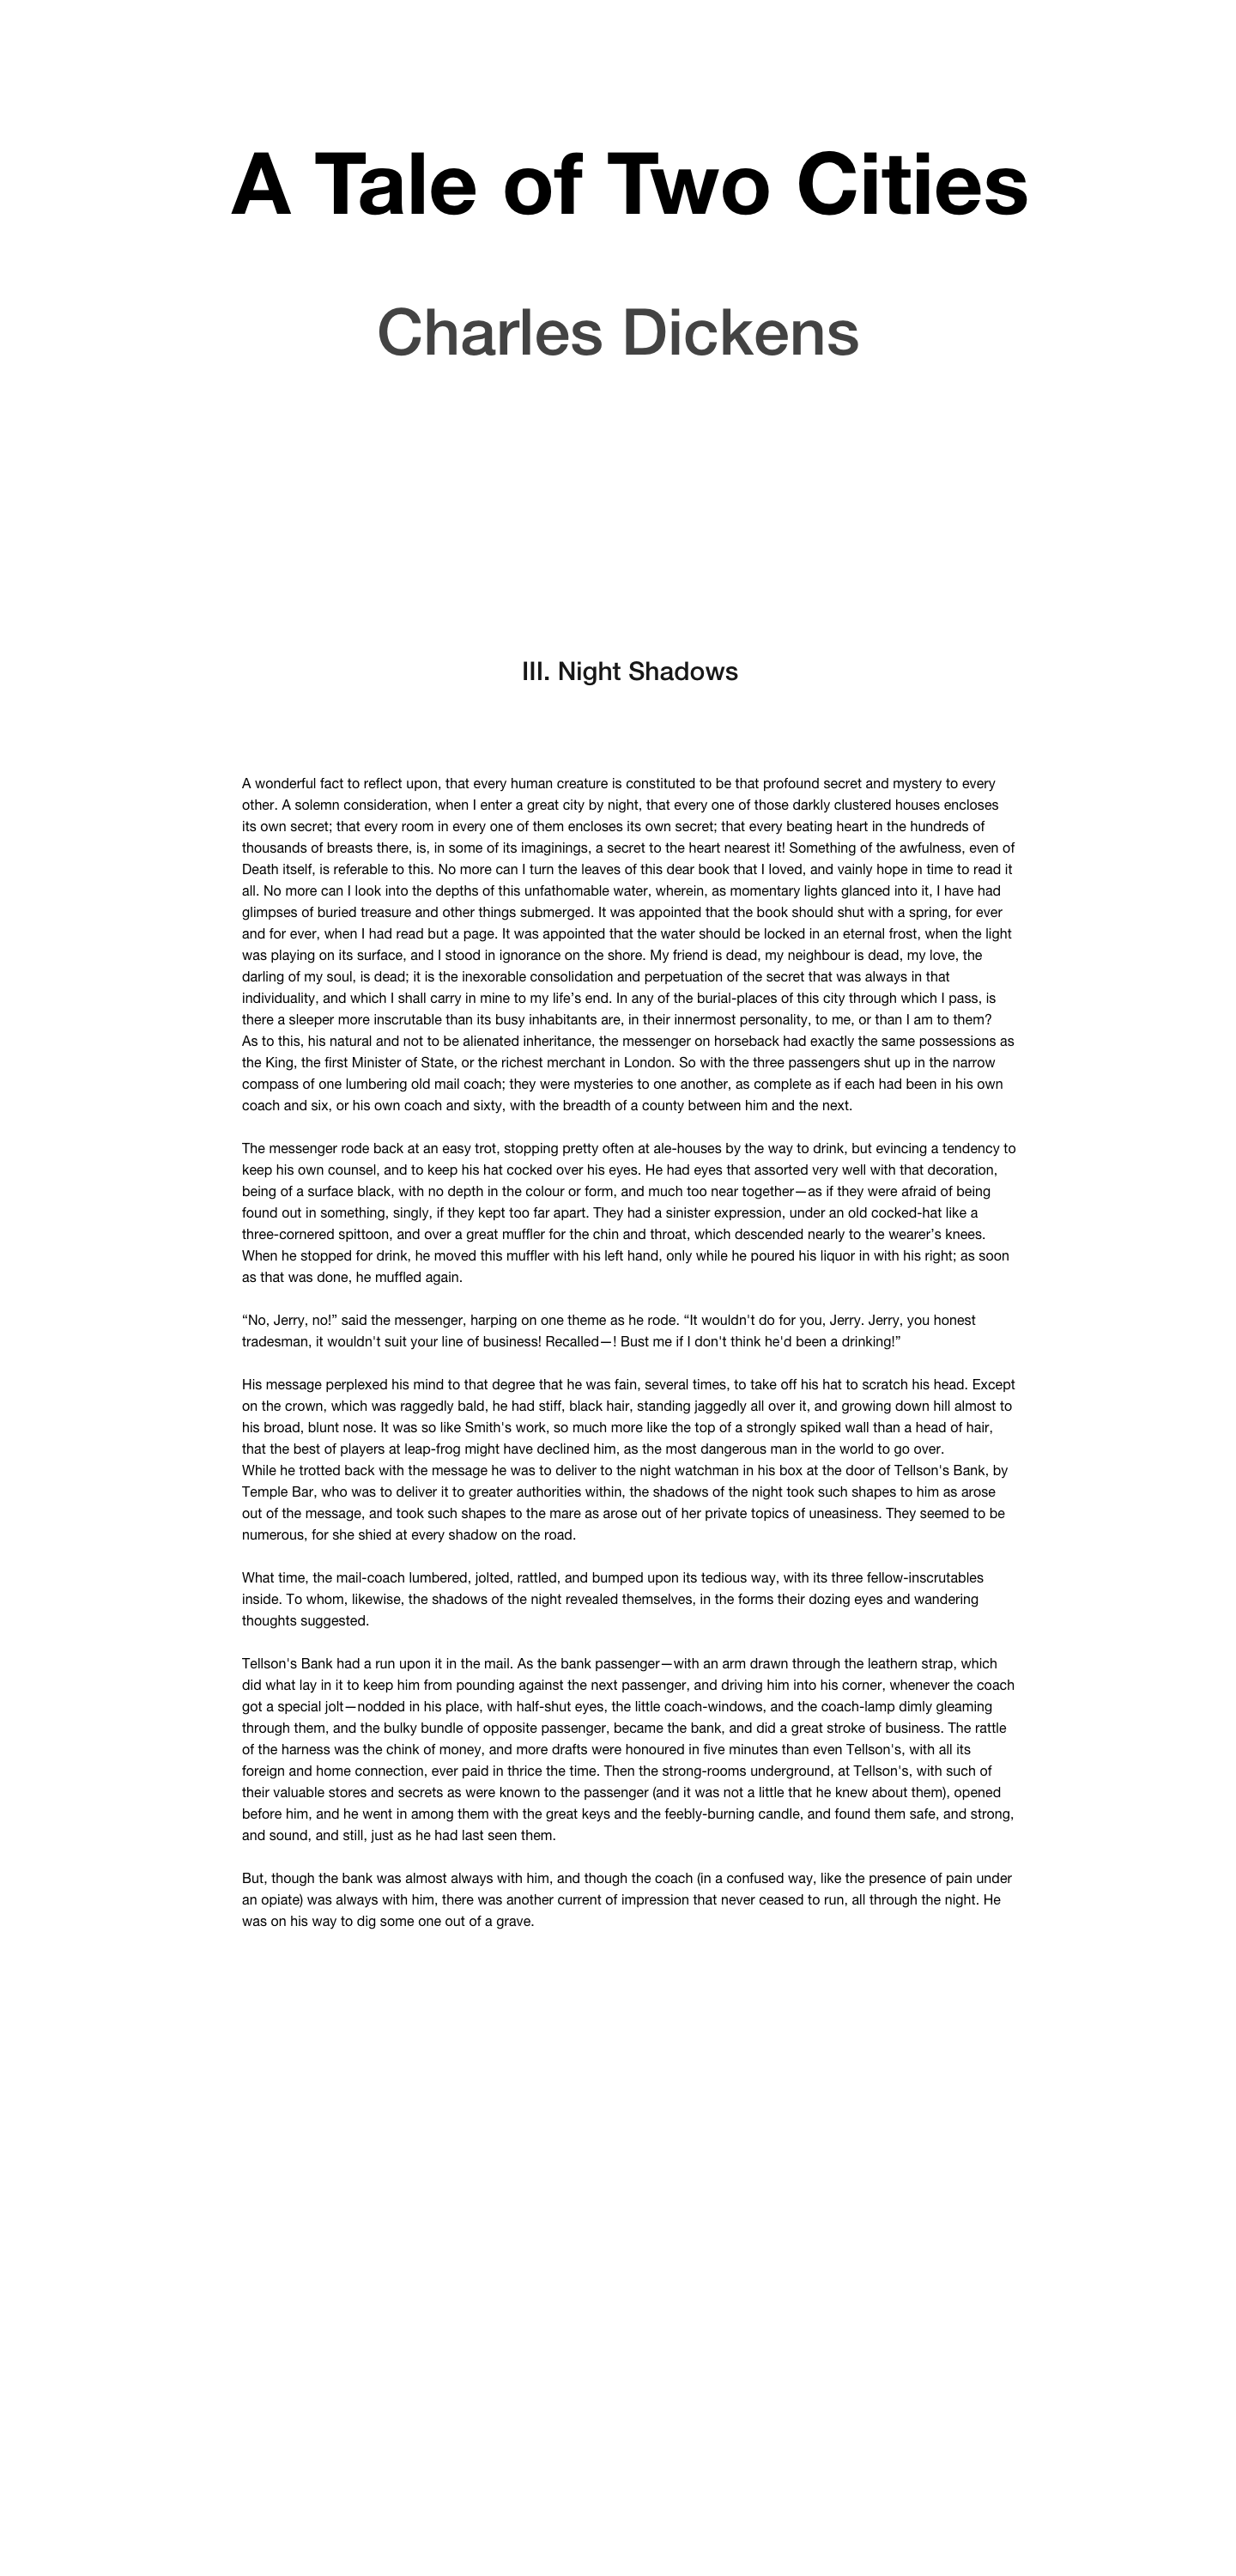 A Tale of Two Cities
Charles Dickens
III. Night Shadows
A wonderful fact to reflect upon, that every human creature is constituted to be that profound secret and mystery to every
other. A solemn consideration, when I enter a great city by night, that every one of those darkly clustered houses encloses
its own secret; that every room in every one of them encloses its own secret; that every beating heart in the hundreds of
thousands of breasts there, is, in some of its imaginings, a secret to the heart nearest it! Something of the awfulness, even of
Death itself, is referable to this. No more can I turn the leaves of this dear book that I loved, and vainly hope in time to read it
all. No more can I look into the depths of this unfathomable water, wherein, as momentary lights glanced into it, I have had
glimpses of buried treasure and other things submerged. It was appointed that the book should shut with a spring, for ever
and for ever, when I had read but a page. It was appointed that the water should be locked in an eternal frost, when the light
was playing on its surface, and I stood in ignorance on the shore. My friend is dead, my neighbour is dead, my love, the
darling of my soul, is dead; it is the inexorable consolidation and perpetuation of the secret that was always in that
individuality, and which I shall carry in mine to my life’s end. In any of the burial-places of this city through which I pass, is
there a sleeper more inscrutable than its busy inhabitants are, in their innermost personality, to me, or than I am to them?
As to this, his natural and not to be alienated inheritance, the messenger on horseback had exactly the same possessions as
the King, the first Minister of State, or the richest merchant in London. So with the three passengers shut up in the narrow
compass of one lumbering old mail coach; they were mysteries to one another, as complete as if each had been in his own
coach and six, or his own coach and sixty, with the breadth of a county between him and the next.
The messenger rode back at an easy trot, stopping pretty often at ale-houses by the way to drink, but evincing a tendency to
keep his own counsel, and to keep his hat cocked over his eyes. He had eyes that assorted very well with that decoration,
being of a surface black, with no depth in the colour or form, and much too near together—as if they were afraid of being
found out in something, singly, if they kept too far apart. They had a sinister expression, under an old cocked-hat like a
three-cornered spittoon, and over a great muffler for the chin and throat, which descended nearly to the wearer’s knees.
When he stopped for drink, he moved this muffler with his left hand, only while he poured his liquor in with his right; as soon
as that was done, he muffled again.
“No, Jerry, no!” said the messenger, harping on one theme as he rode. “It wouldn't do for you, Jerry. Jerry, you honest
tradesman, it wouldn't suit your line of business! Recalled—! Bust me if I don't think he'd been a drinking!”
His message perplexed his mind to that degree that he was fain, several times, to take off his hat to scratch his head. Except
on the crown, which was raggedly bald, he had stiff, black hair, standing jaggedly all over it, and growing down hill almost to
his broad, blunt nose. It was so like Smith's work, so much more like the top of a strongly spiked wall than a head of hair,
that the best of players at leap-frog might have declined him, as the most dangerous man in the world to go over.
While he trotted back with the message he was to deliver to the night watchman in his box at the door of Tellson's Bank, by
Temple Bar, who was to deliver it to greater authorities within, the shadows of the night took such shapes to him as arose
out of the message, and took such shapes to the mare as arose out of her private topics of uneasiness. They seemed to be
numerous, for she shied at every shadow on the road.
What time, the mail-coach lumbered, jolted, rattled, and bumped upon its tedious way, with its three fellow-inscrutables
inside. To whom, likewise, the shadows of the night revealed themselves, in the forms their dozing eyes and wandering
thoughts suggested.
Tellson's Bank had a run upon it in the mail. As the bank passenger—with an arm drawn through the leathern strap, which
did what lay in it to keep him from pounding against the next passenger, and driving him into his corner, whenever the coach
got a special jolt—nodded in his place, with half-shut eyes, the little coach-windows, and the coach-lamp dimly gleaming
through them, and the bulky bundle of opposite passenger, became the bank, and did a great stroke of business. The rattle
of the harness was the chink of money, and more drafts were honoured in five minutes than even Tellson's, with all its
foreign and home connection, ever paid in thrice the time. Then the strong-rooms underground, at Tellson's, with such of
their valuable stores and secrets as were known to the passenger (and it was not a little that he knew about them), opened
before him, and he went in among them with the great keys and the feebly-burning candle, and found them safe, and strong,
and sound, and still, just as he had last seen them.
But, though the bank was almost always with him, and though the coach (in a confused way, like the presence of pain under
an opiate) was always with him, there was another current of impression that never ceased to run, all through the night. He
was on his way to dig some one out of a grave.